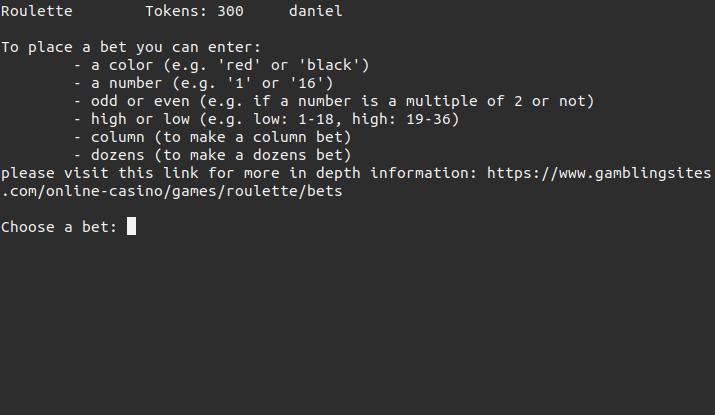 Roulette        Tokens: 300     daniel
To place a bet you can enter:
        - a color (e.g. 'red' or 'black')
        - a number (e.g. '1' or '16')
        - odd or even (e.g. if a number is a multiple of 2 or not)
        - high or low (e.g. low: 1-18, high: 19-36)
        - column (to make a column bet)
        - dozens (to make a dozens bet)
please visit this link for more in depth information: https://www.gamblingsites
.com/online-casino/games/roulette/bets
Choose a bet: